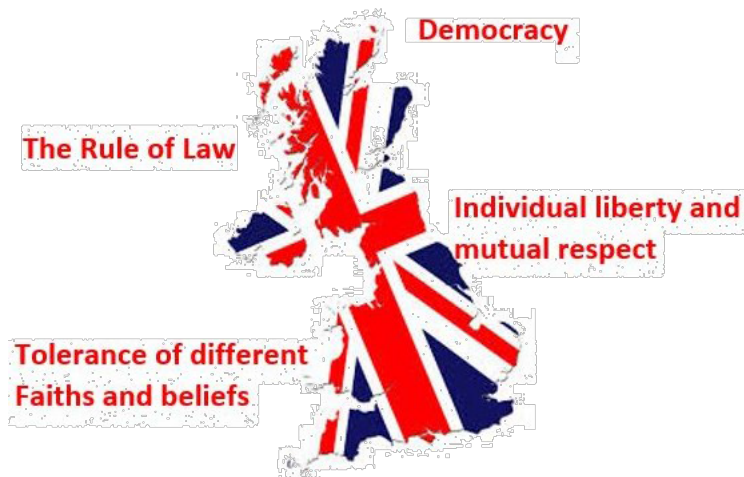 Democracy
The Rule of Law
Individual liberty and
mutual respect
Tolerance of different
Faiths and beliefs